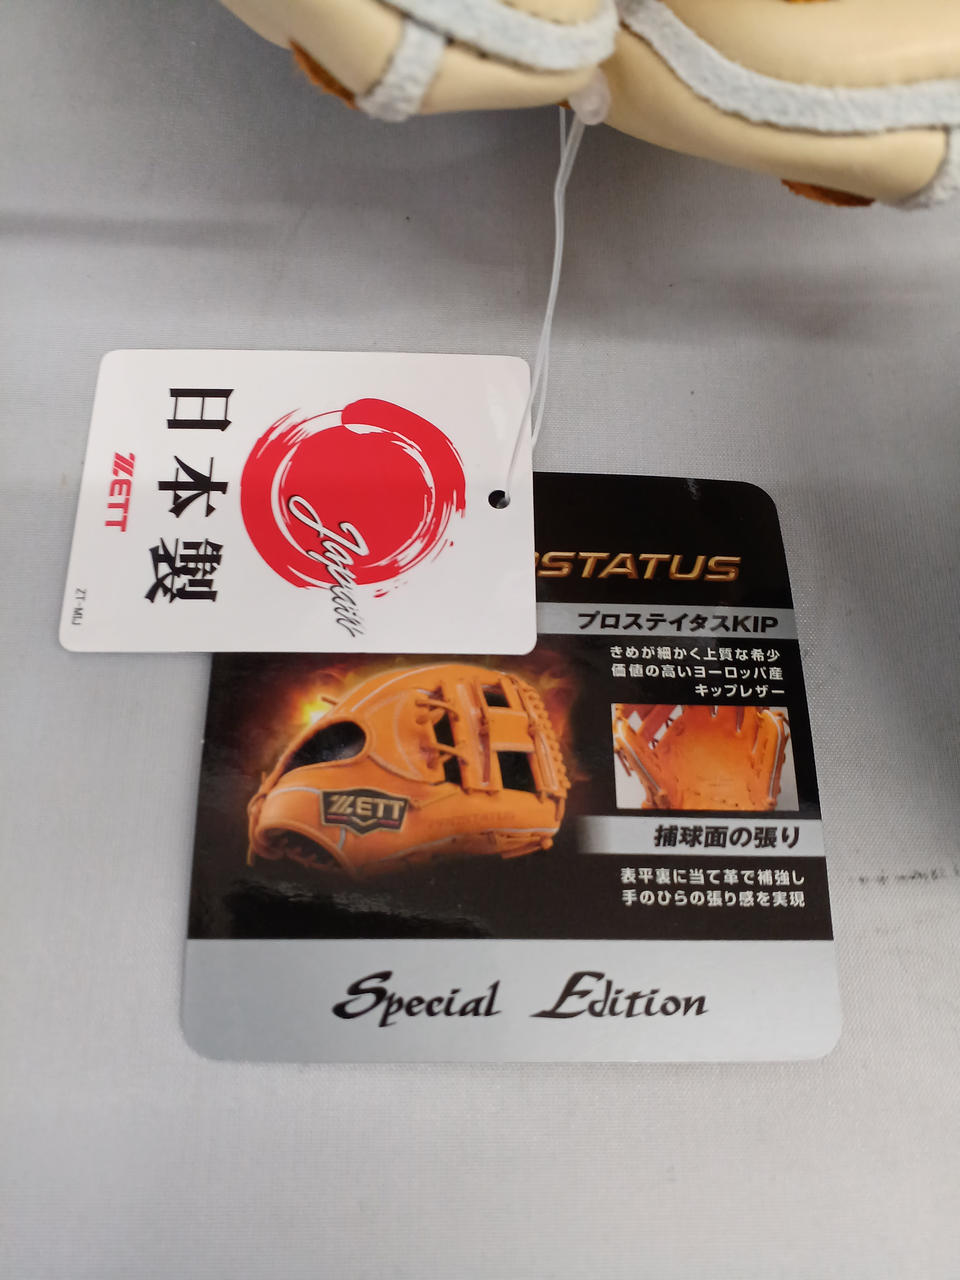 日本製
Japan
ZETT
ZT-MIJ
STATUS
プロステイタスKIP
きめが細かく上質な希少
価値の高いヨーロッパ産
キップレザー
ZETT
捕球面の張り
表平裏に当て革で補強し
手のひらの張り感を実現
Special Edition